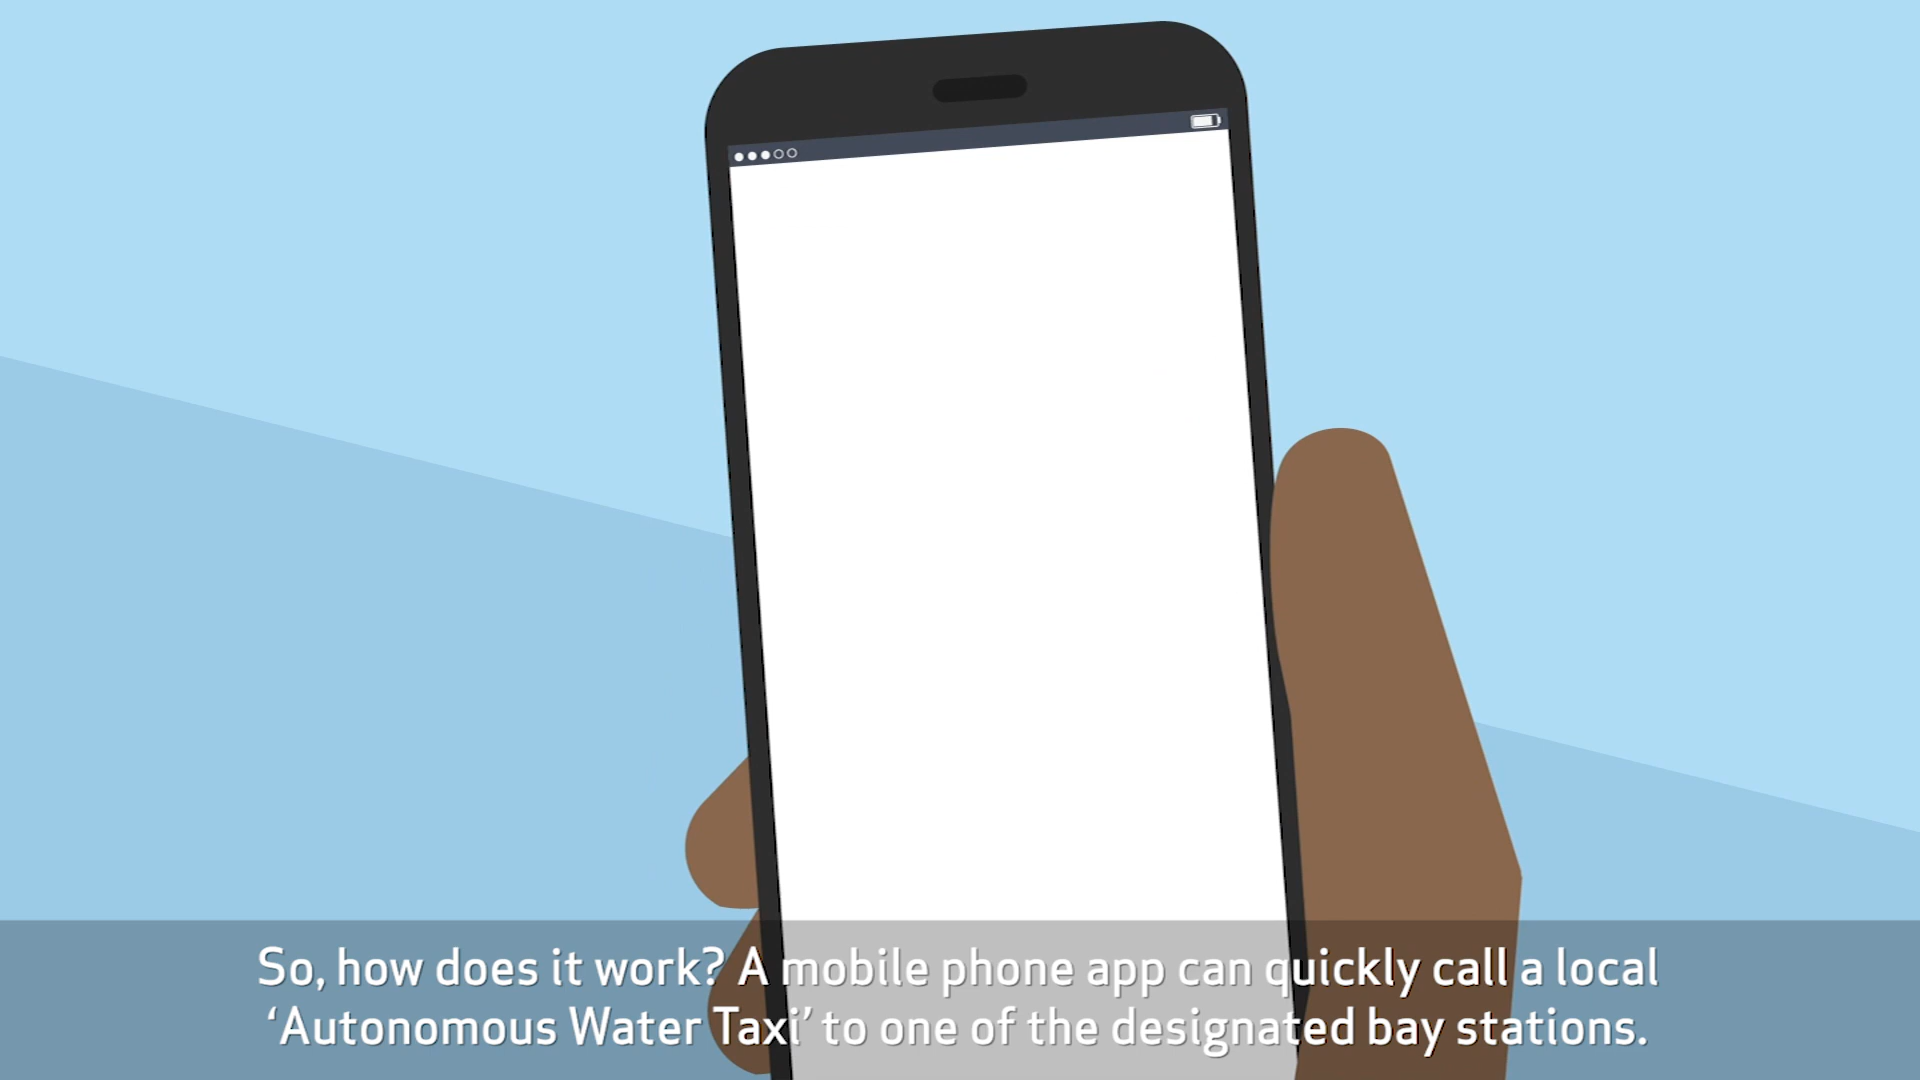 So, how does it work? A mobile phone app can quickly call a local
‘Autonomous Water Taxi’ to one of the designated bay stations.